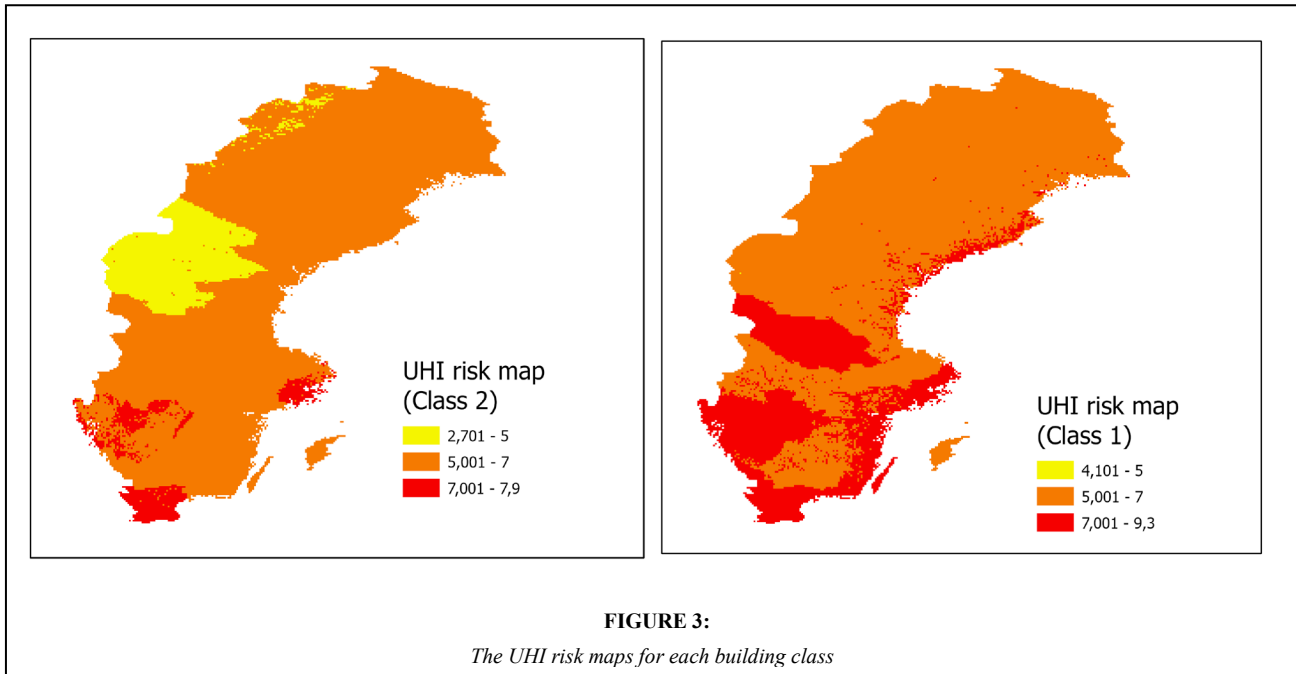 UHI risk map
(Class 2)
2,701 - 5
5,001 - 7
7,001 - 7,9
UHI risk map
(Class 1)
4,101 - 5
5,001 - 7
7,001 - 9,3
FIGURE 3:
The UHI risk maps for each building class